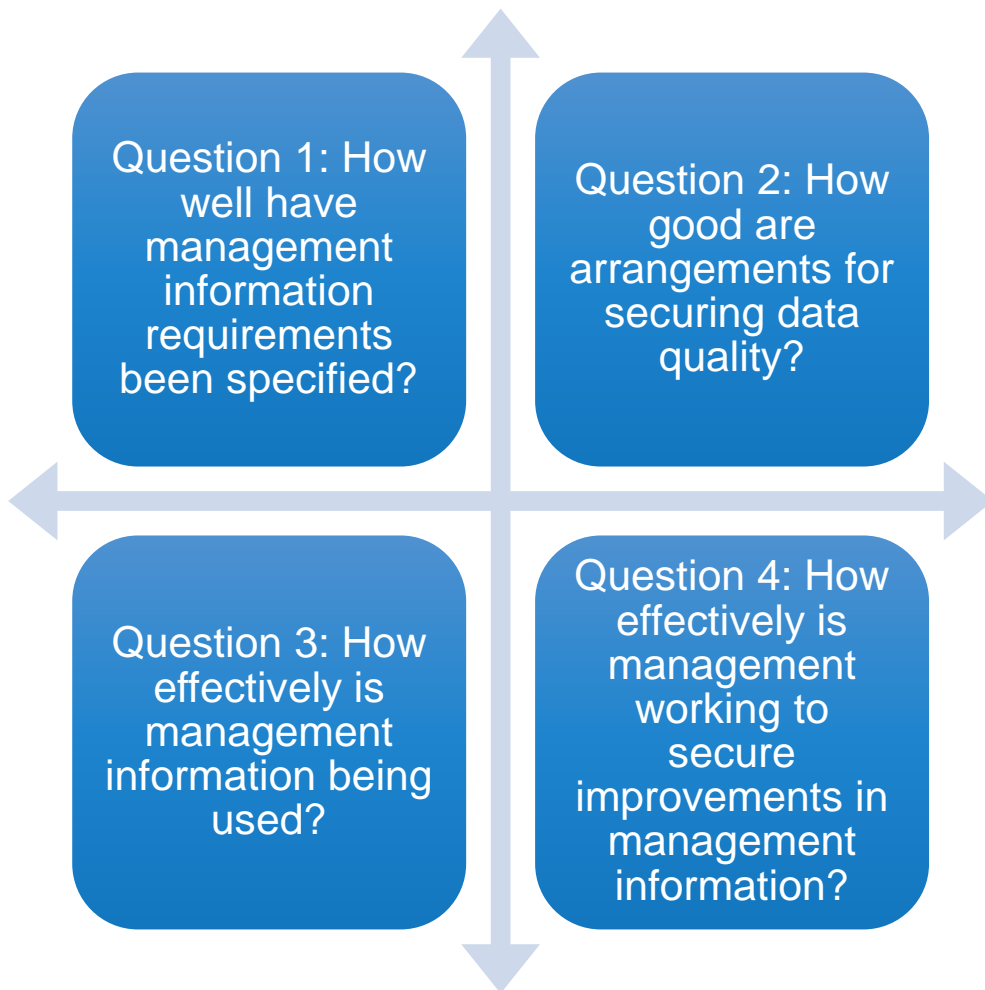 Question 1: How
well have
management
information
requirements
been specified?
Question 2: How
good are
arrangements for
securing data
quality?
Question 3: How
effectively is
management
information being
used?
Question 4: How
effectively is
management
working to
secure
improvements in
management
information?